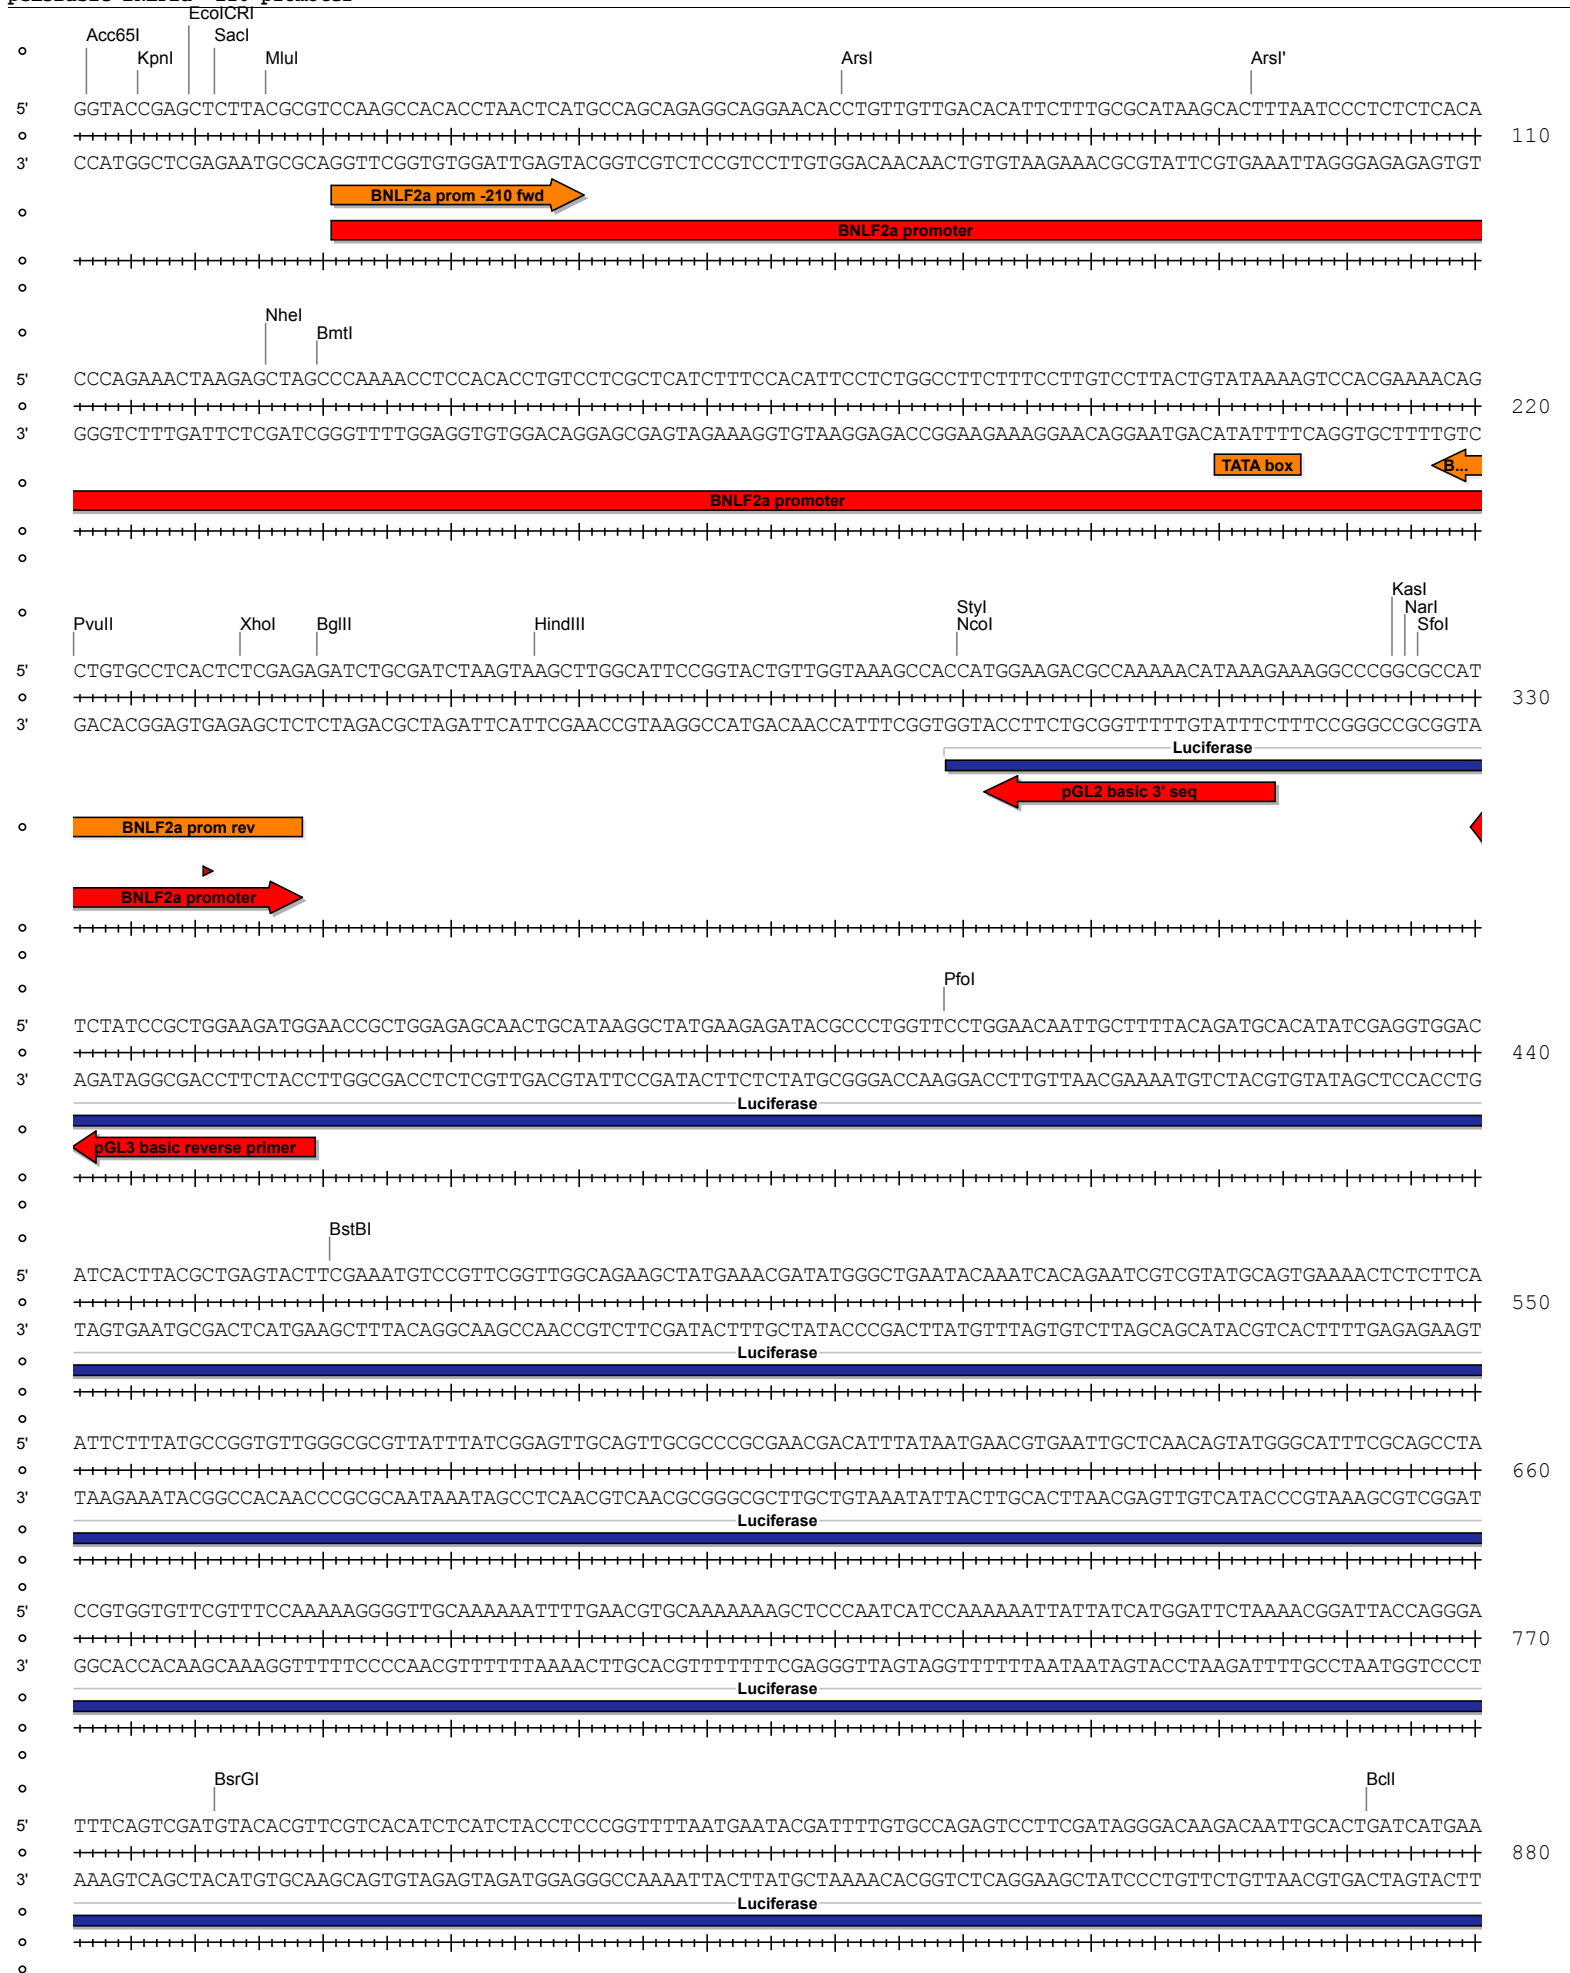 EcoICRI
Acc65I SacI
KpnI MluI ArsI ArsI'
5' GGTACCGAGCTCTTACGCGTCCAAGCCACACCTAACTCATGCCAGCAGAGGCAGGAACACCTGTTGTTGACACATTCTTTGCGCATAAGCACTTTAATCCCTCTCTCACA
110
3' CCATGGCTCGAGAATGCGCAGGTTCGGTGTGGATTGAGTACGGTCGTCTCCGTCCTTGTGGACAACAACTGTGTAAGAAACGCGTATTCGTGAAATTAGGGAGAGAGTGT
BNLF2a prom -210 fwd
BNLF2a promoter
NheI
BmtI
5' CCCAGAAACTAAGAGCTAGCCCAAAACCTCCACACCTGTCCTCGCTCATCTTTCCACATTCCTCTGGCCTTCTTTCCTTGTCCTTACTGTATAAAAGTCCACGAAAACAG
220
3' GGGTCTTTGATTCTCGATCGGGTTTTGGAGGTGTGGACAGGAGCGAGTAGAAAGGTGTAAGGAGACCGGAAGAAAGGAACAGGAATGACATATTTTCAGGTGCTTTTGTC
TATA box B...
BNLF2a promoter
KasI
StyI NarI
PvuII XhoI BglII HindIII NcoI SfoI
5' CTGTGCCTCACTCTCGAGAGATCTGCGATCTAAGTAAGCTTGGCATTCCGGTACTGTTGGTAAAGCCACCATGGAAGACGCCAAAAACATAAAGAAAGGCCCGGCGCCAT
330
3' GACACGGAGTGAGAGCTCTCTAGACGCTAGATTCATTCGAACCGTAAGGCCATGACAACCATTTCGGTGGTACCTTCTGCGGTTTTTGTATTTCTTTCCGGGCCGCGGTA
Luciferase
pGL2 basic 3' seq
BNLF2a prom rev
BNLF2a promoter
PfoI
5' TCTATCCGCTGGAAGATGGAACCGCTGGAGAGCAACTGCATAAGGCTATGAAGAGATACGCCCTGGTTCCTGGAACAATTGCTTTTACAGATGCACATATCGAGGTGGAC
440
3' AGATAGGCGACCTTCTACCTTGGCGACCTCTCGTTGACGTATTCCGATACTTCTCTATGCGGGACCAAGGACCTTGTTAACGAAAATGTCTACGTGTATAGCTCCACCTG
Luciferase
pGL3 basic reverse primer
BstBI
5' ATCACTTACGCTGAGTACTTCGAAATGTCCGTTCGGTTGGCAGAAGCTATGAAACGATATGGGCTGAATACAAATCACAGAATCGTCGTATGCAGTGAAAACTCTCTTCA
550
3' TAGTGAATGCGACTCATGAAGCTTTACAGGCAAGCCAACCGTCTTCGATACTTTGCTATACCCGACTTATGTTTAGTGTCTTAGCAGCATACGTCACTTTTGAGAGAAGT
Luciferase
5' ATTCTTTATGCCGGTGTTGGGCGCGTTATTTATCGGAGTTGCAGTTGCGCCCGCGAACGACATTTATAATGAACGTGAATTGCTCAACAGTATGGGCATTTCGCAGCCTA
660
3' TAAGAAATACGGCCACAACCCGCGCAATAAATAGCCTCAACGTCAACGCGGGCGCTTGCTGTAAATATTACTTGCACTTAACGAGTTGTCATACCCGTAAAGCGTCGGAT
Luciferase
5' CCGTGGTGTTCGTTTCCAAAAAGGGGTTGCAAAAAATTTTGAACGTGCAAAAAAAGCTCCCAATCATCCAAAAAATTATTATCATGGATTCTAAAACGGATTACCAGGGA
770
3' GGCACCACAAGCAAAGGTTTTTCCCCAACGTTTTTTAAAACTTGCACGTTTTTTTCGAGGGTTAGTAGGTTTTTTAATAATAGTACCTAAGATTTTGCCTAATGGTCCCT
Luciferase
BsrGI BclI
5' TTTCAGTCGATGTACACGTTCGTCACATCTCATCTACCTCCCGGTTTTAATGAATACGATTTTGTGCCAGAGTCCTTCGATAGGGACAAGACAATTGCACTGATCATGAA
880
3' AAAGTCAGCTACATGTGCAAGCAGTGTAGAGTAGATGGAGGGCCAAAATTACTTATGCTAAAACACGGTCTCAGGAAGCTATCCCTGTTCTGTTAACGTGACTAGTACTT
Luciferase